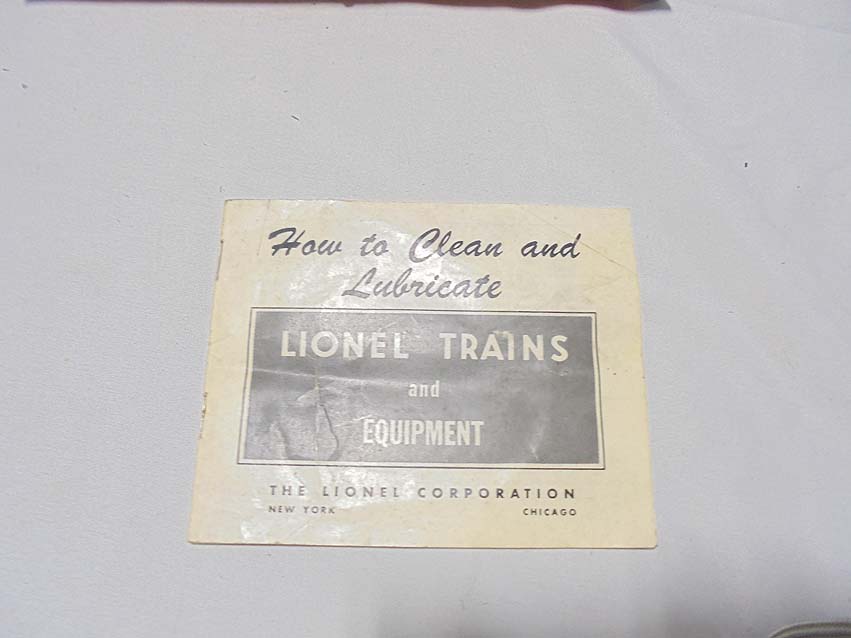 How to Clean and
Lubricate
LIONEL TRAINS
and
EQUIPMENT
THE LIONEL CORPORATION
NEW YORK CHICAGO